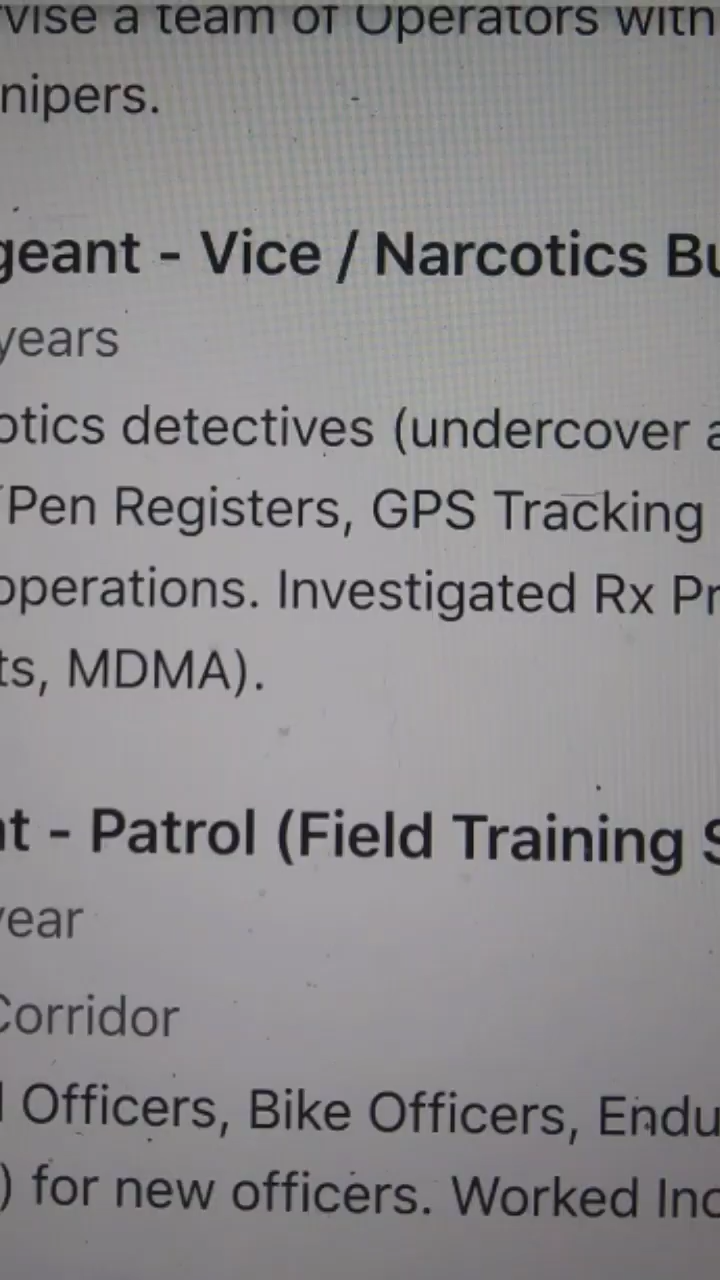 vise a team of Operators with
nipers.
geant - Vice / Narcotics Bu
years
otics detectives (undercover a
Pen Registers, GPS Tracking
operations. Investigated Rx Pr
ts, MDMA).
nt - Patrol (Field Training S
year
Corridor
l Officers, Bike Officers, Endu
) for new officers. Worked Inc